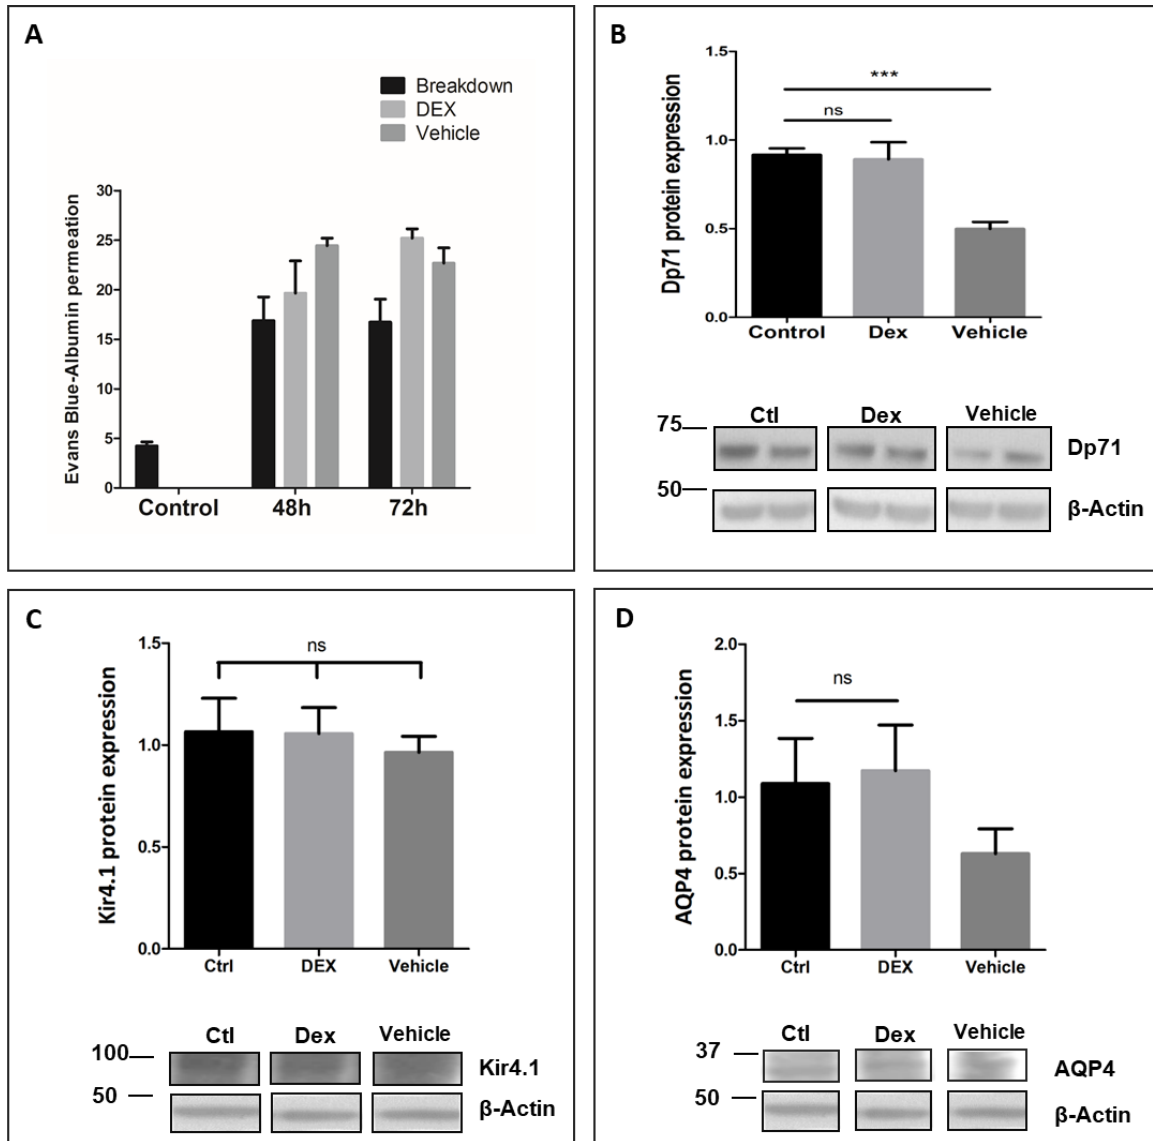 A
Breakdown
DEX
Vehicle
Evans Blue-Albumin permeation
30
25
20
15
10
5
0
Control 48h 72h
B
Dp71 protein expression
1.5
1.0
0.5
0.0
***
ns
Control Dex Vehicle
Ctl Dex Vehicle
75
Dp71
50
β-Actin
C
Kir4.1 protein expression
1.5
1.0
0.5
0.0
ns
Ctrl DEX Vehicle
Ctl Dex Vehicle
100
Kir4.1
50
β-Actin
D
AQP4 protein expression
2.0
1.5
1.0
0.5
0.0
ns
Ctrl DEX Vehicle
Ctl Dex Vehicle
37
AQP4
50
β-Actin